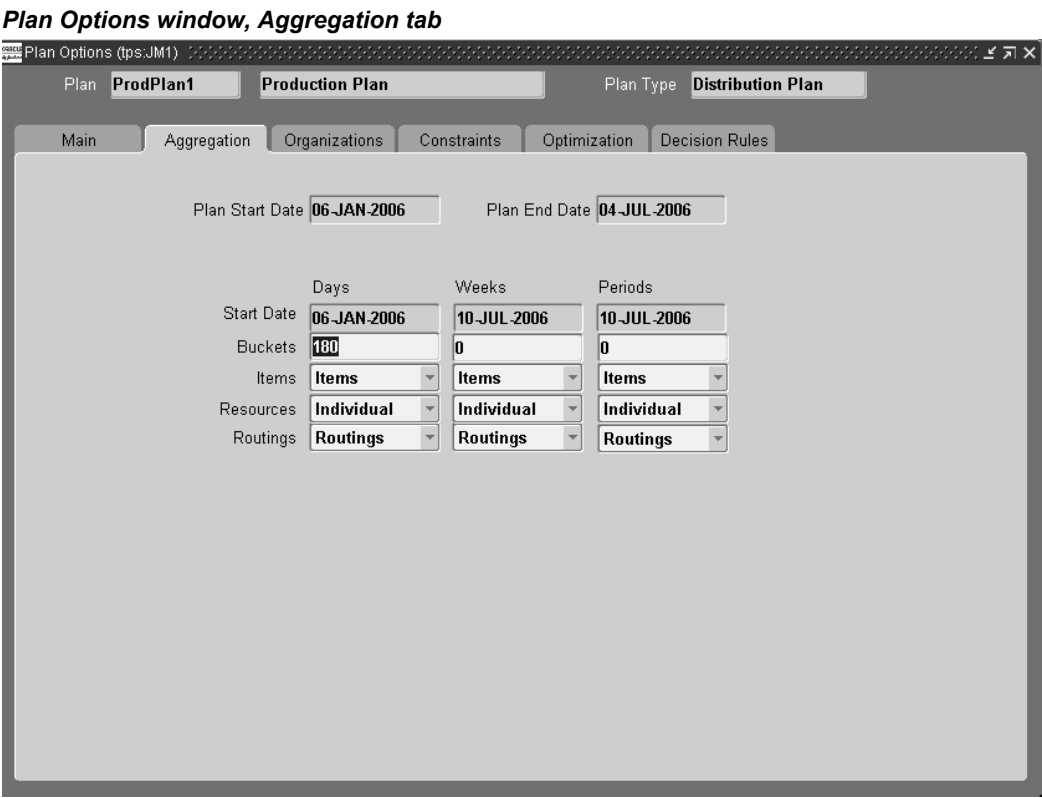 Plan Options window, Aggregation tab
Plan Options (tps:JM1)
Plan ProdPlan1 Production Plan Plan Type Distribution Plan
Main Aggregation Organizations Constraints Optimization Decision Rules
Plan Start Date 06-JAN-2006 Plan End Date 04-JUL-2006
Days Weeks Periods
Start Date 06-JAN-2006 10-JUL-2006 10-JUL-2006
Buckets 180 0 0
Items Items Items Items
Resources Individual Individual Individual
Routings Routings Routings Routings